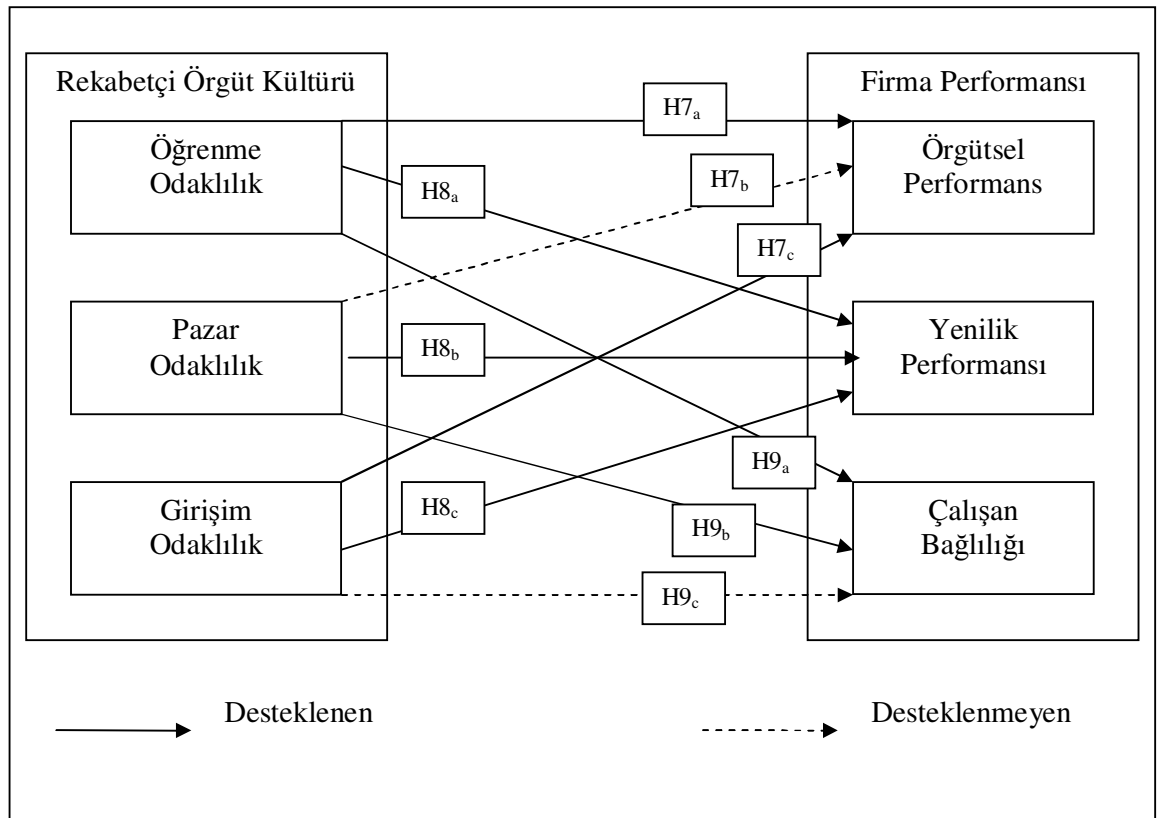 Rekabetçi Örgüt Kültürü
Firma Performansı
Öğrenme
Odaklılık
H7a
Örgütsel
Performans
H8a
H7b
H7c
Pazar
Odaklılık
H8b
Yenilik
Performansı
H9a
Girişim
Odaklılık
H8c
H9b
Çalışan
Bağlılığı
H9c
Desteklenen
Desteklenmeyen